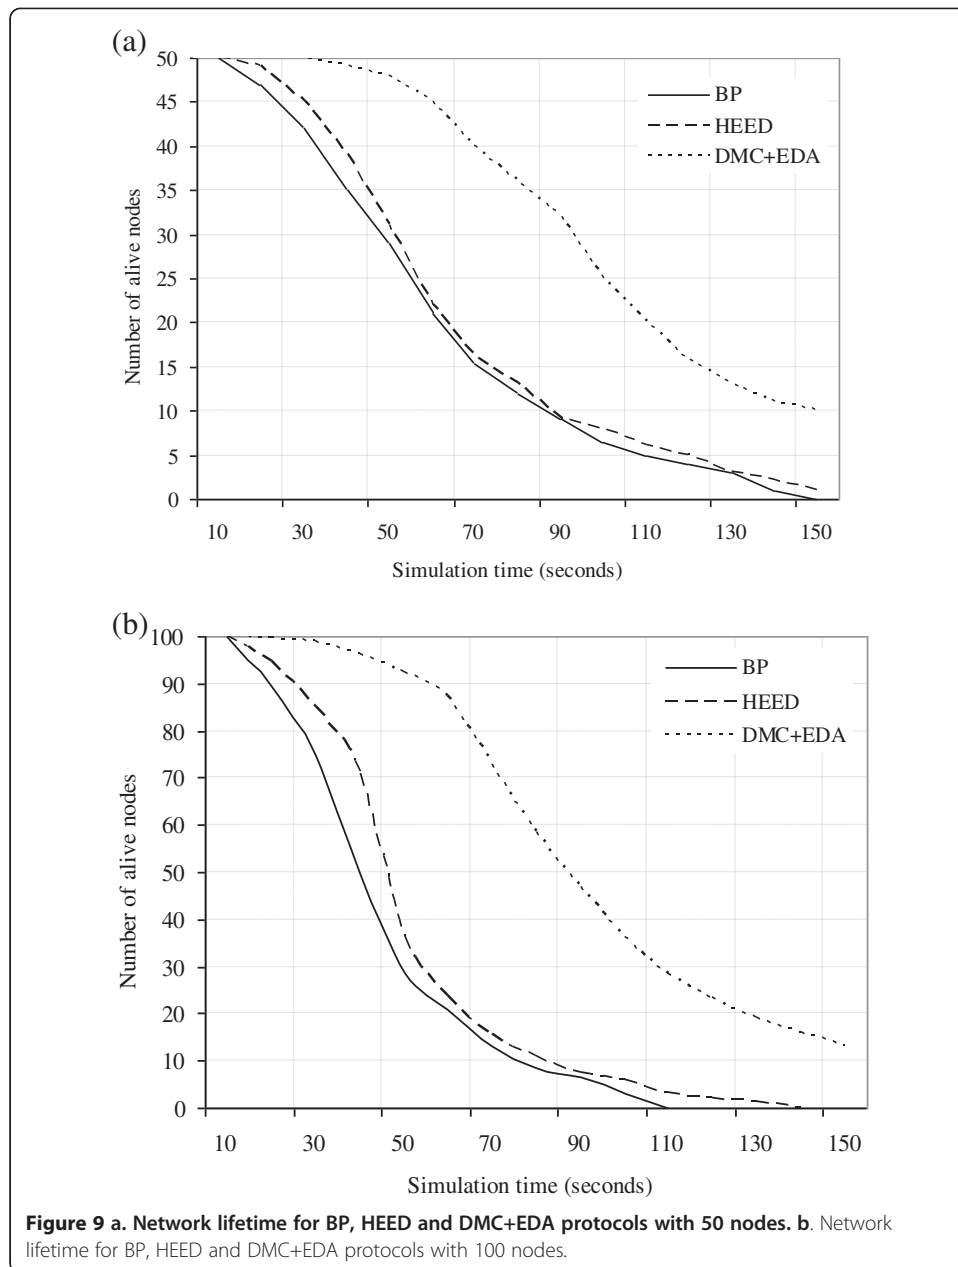 (a)
50
45
40
35
30
25
20
15
10
5
0
Number of alive nodes
BP
HEED
DMC+EDA
10 30 50 70 90 110 130 150
Simulation time (seconds)
(b)
100
90
80
70
60
50
40
30
20
10
0
Number of alive nodes
BP
HEED
DMC+EDA
10 30 50 70 90 110 130 150
Simulation time (seconds)
Figure 9 a. Network lifetime for BP, HEED and DMC+EDA protocols with 50 nodes. b. Network
lifetime for BP, HEED and DMC+EDA protocols with 100 nodes.